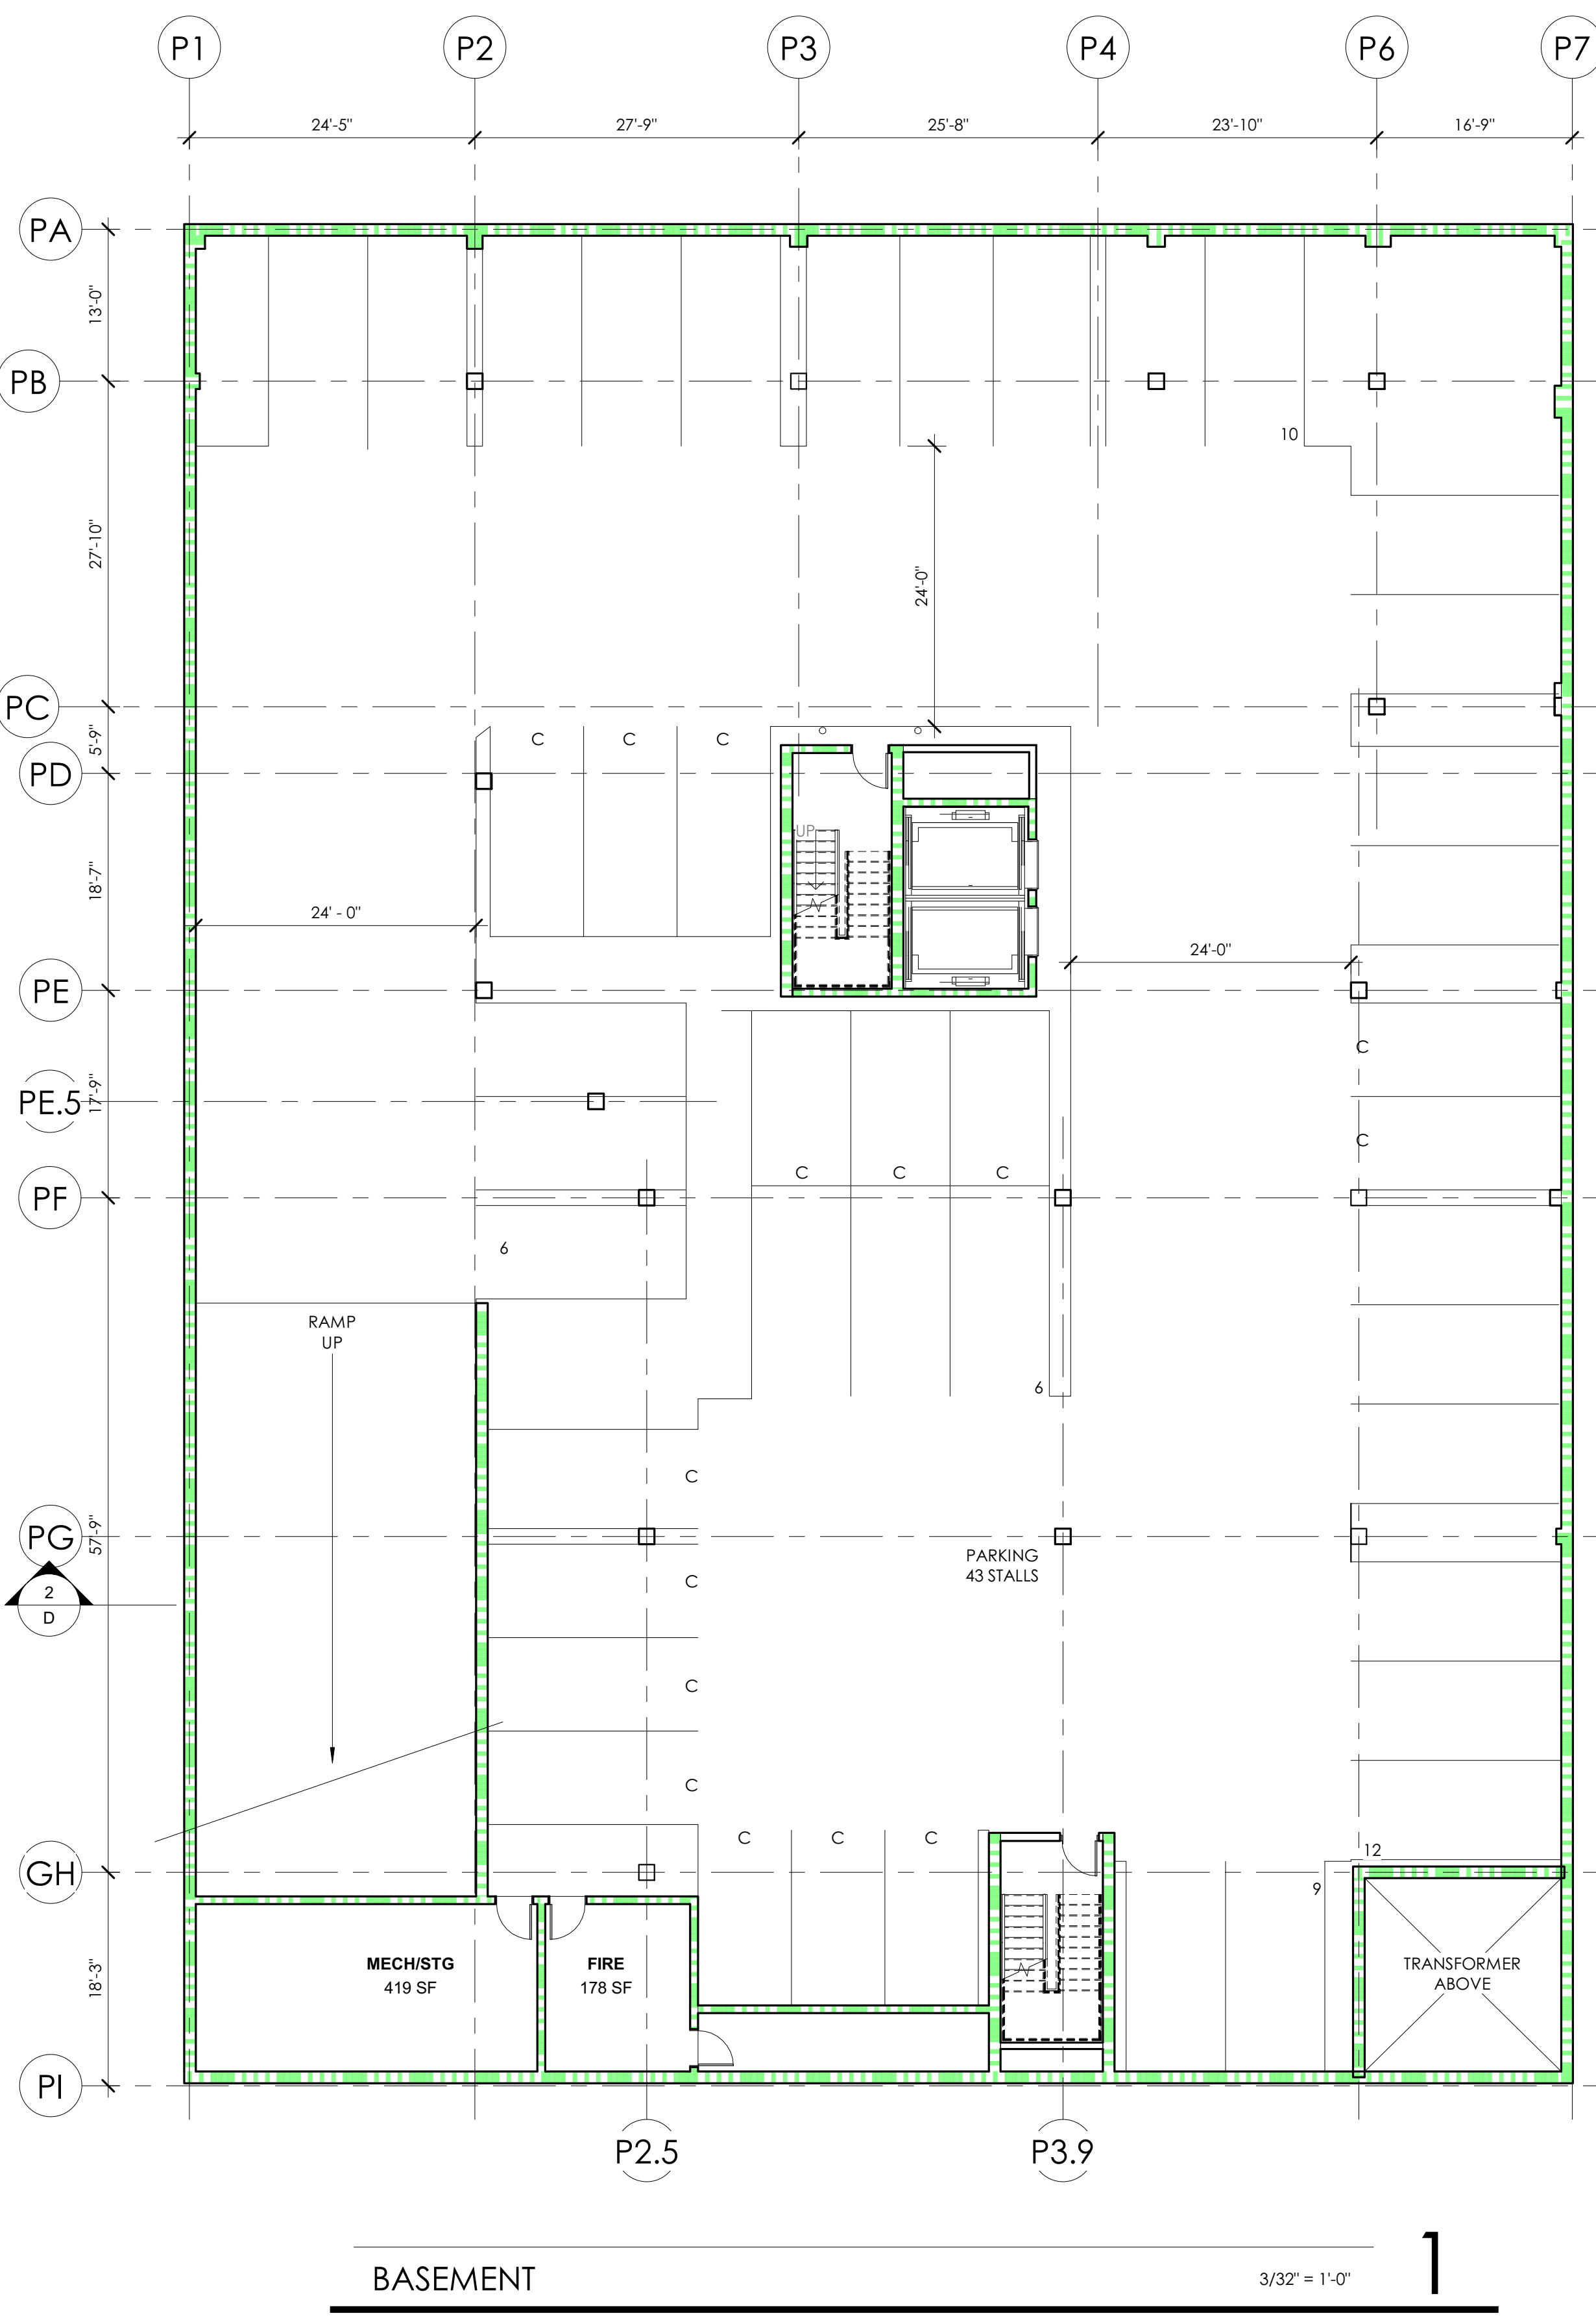 P1 P2 P3 P4 P6 P7
24'-5" 27'-9" 25'-8" 23'-10" 16'-9"
PA
13'-0"
PB
10
27'-10"
24'-0"
PC
5'-9"
C C C
PD
UP
18'-7"
24' - 0"
24'-0"
PE
C
PE.5
17'-9"
C
C C C
PF
6
RAMP
UP
6
C
PG
57'-9"
PARKING
43 STALLS
C
2
D
C
C
C C C
12
GH
9
MECH/STG
419 SF
FIRE
178 SF
TRANSFORMER
ABOVE
18'-3"
PI
P2.5 P3.9
1
BASEMENT
3/32" = 1'-0"